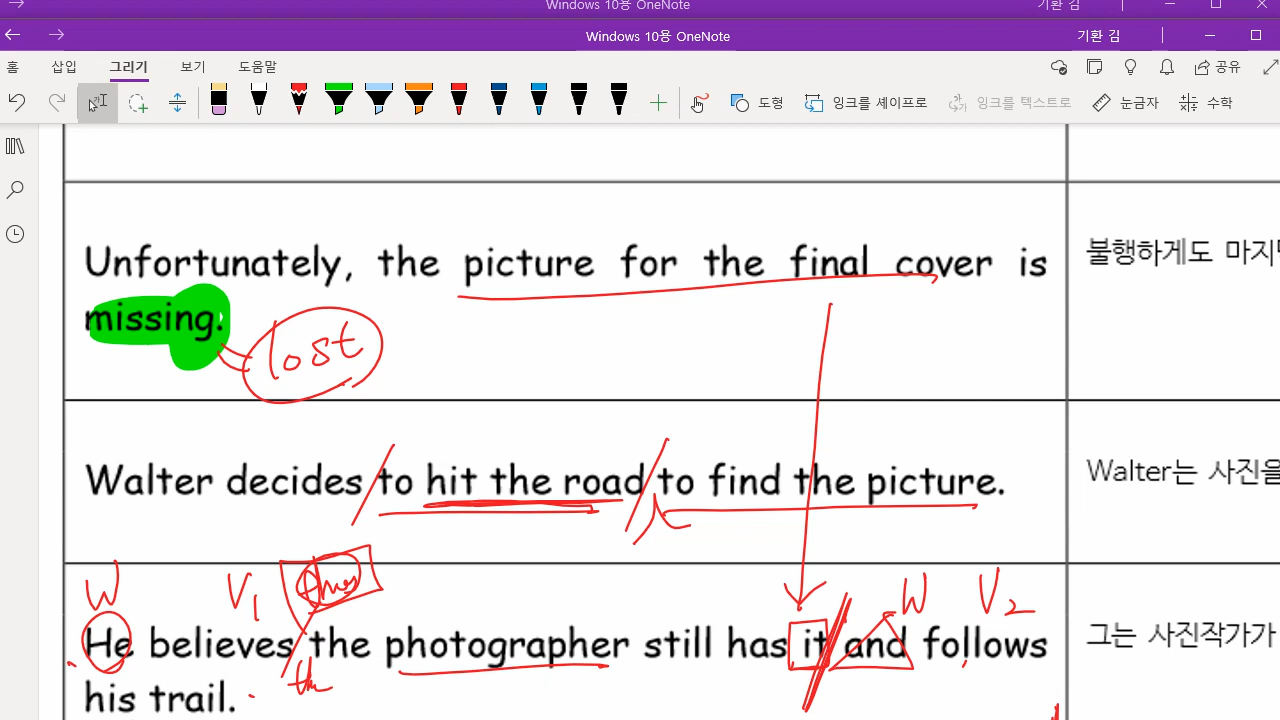 Windows 10용 OneNote
기환 김
Windows 10용 OneNote
기환 김
홈 삽입 그리기 보기 도움말
공유
도형 잉크를 셰이프로 잉크를 텍스트로 눈금자 수학
Unfortunately, the picture for the final cover is
불행하게도 마지
missing.
lost
Walter decides to hit the road to find the picture.
Walter는 사진을
W V1 W V2
He believes the photographer still has it and follows
그는 사진작가가
his trail.